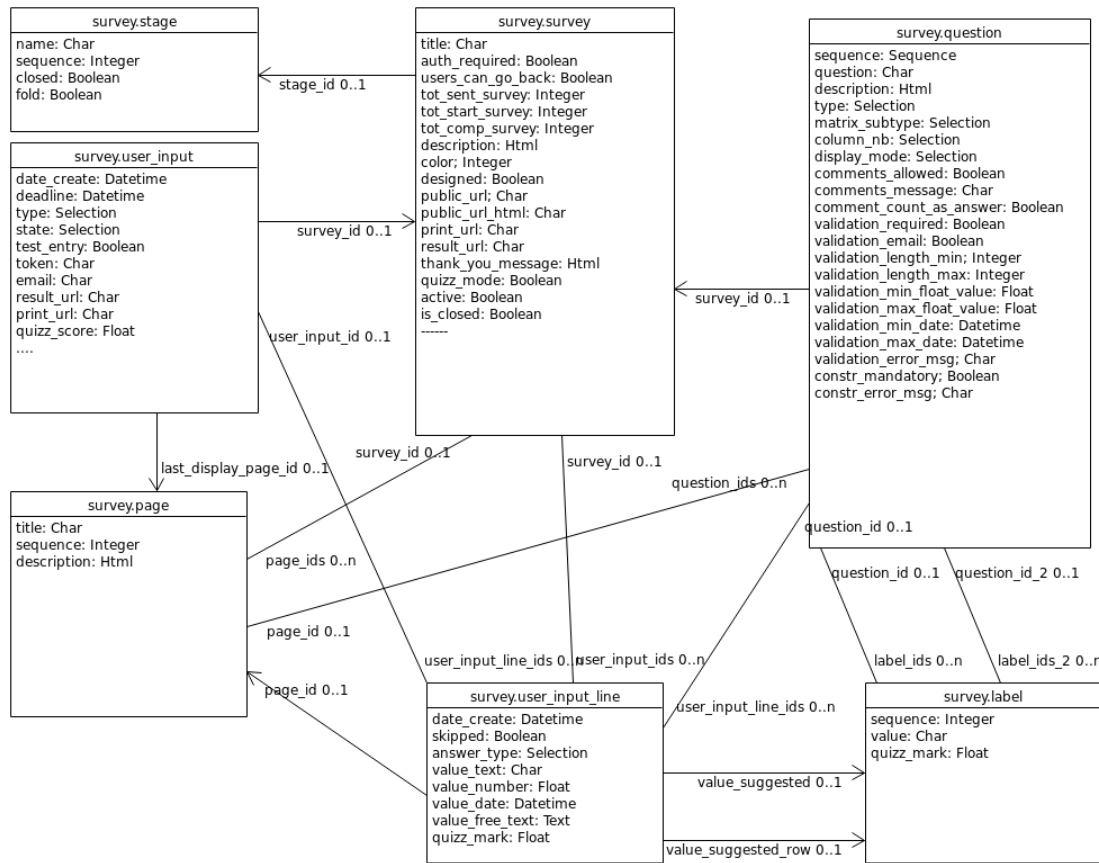 survey.stage
name: Char
sequence: Integer
closed: Boolean
fold: Boolean
survey.survey
title: Char
auth_required: Boolean
users_can_go_back: Boolean
tot_sent_survey: Integer
tot_start_survey: Integer
tot_comp_survey: Integer
description: Html
color; Integer
designed: Boolean
public_url; Char
public_url_html: Char
print_url: Char
result_url: Char
thank_you_message: Html
quizz_mode: Boolean
active: Boolean
is_closed: Boolean
------
survey.question
sequence: Sequence
question: Char
description: Html
type: Selection
matrix_subtype: Selection
column_nb: Selection
display_mode: Selection
comments_allowed: Boolean
comments_message: Char
comment_count_as_answer: Boolean
validation_required: Boolean
validation_email: Boolean
validation_length_min; Integer
validation_length_max: Integer
validation_min_float_value: Float
validation_max_float_value: Float
validation_min_date: Datetime
validation_max_date: Datetime
validation_error_msg; Char
constr_mandatory; Boolean
constr_error_msg; Char
stage_id 0..1
survey.user_input
date_create: Datetime
deadline: Datetime
type: Selection
state: Selection
test_entry: Boolean
token: Char
email: Char
result_url: Char
print_url: Char
quizz_score: Float
....
survey_id 0..1
survey_id 0..1
user_input_id 0..1
last_display_page_id 0..1
survey_id 0..1
survey_id 0..1
question_ids 0..n
question_id 0..1
survey.page
title: Char
sequence: Integer
description: Html
page_ids 0..n
question_id 0..1
question_id_2 0..1
page_id 0..1
user_input_line_ids 0..n
user_input_ids 0..n
label_ids 0..n
label_ids_2 0..n
page_id 0..1
user_input_line_ids 0..n
survey.user_input_line
date_create: Datetime
skipped: Boolean
answer_type: Selection
value_text: Char
value_number: Float
value_date: Datetime
value_free_text: Text
quizz_mark: Float
survey.label
sequence: Integer
value: Char
quizz_mark: Float
value_suggested 0..1
value_suggested_row 0..1